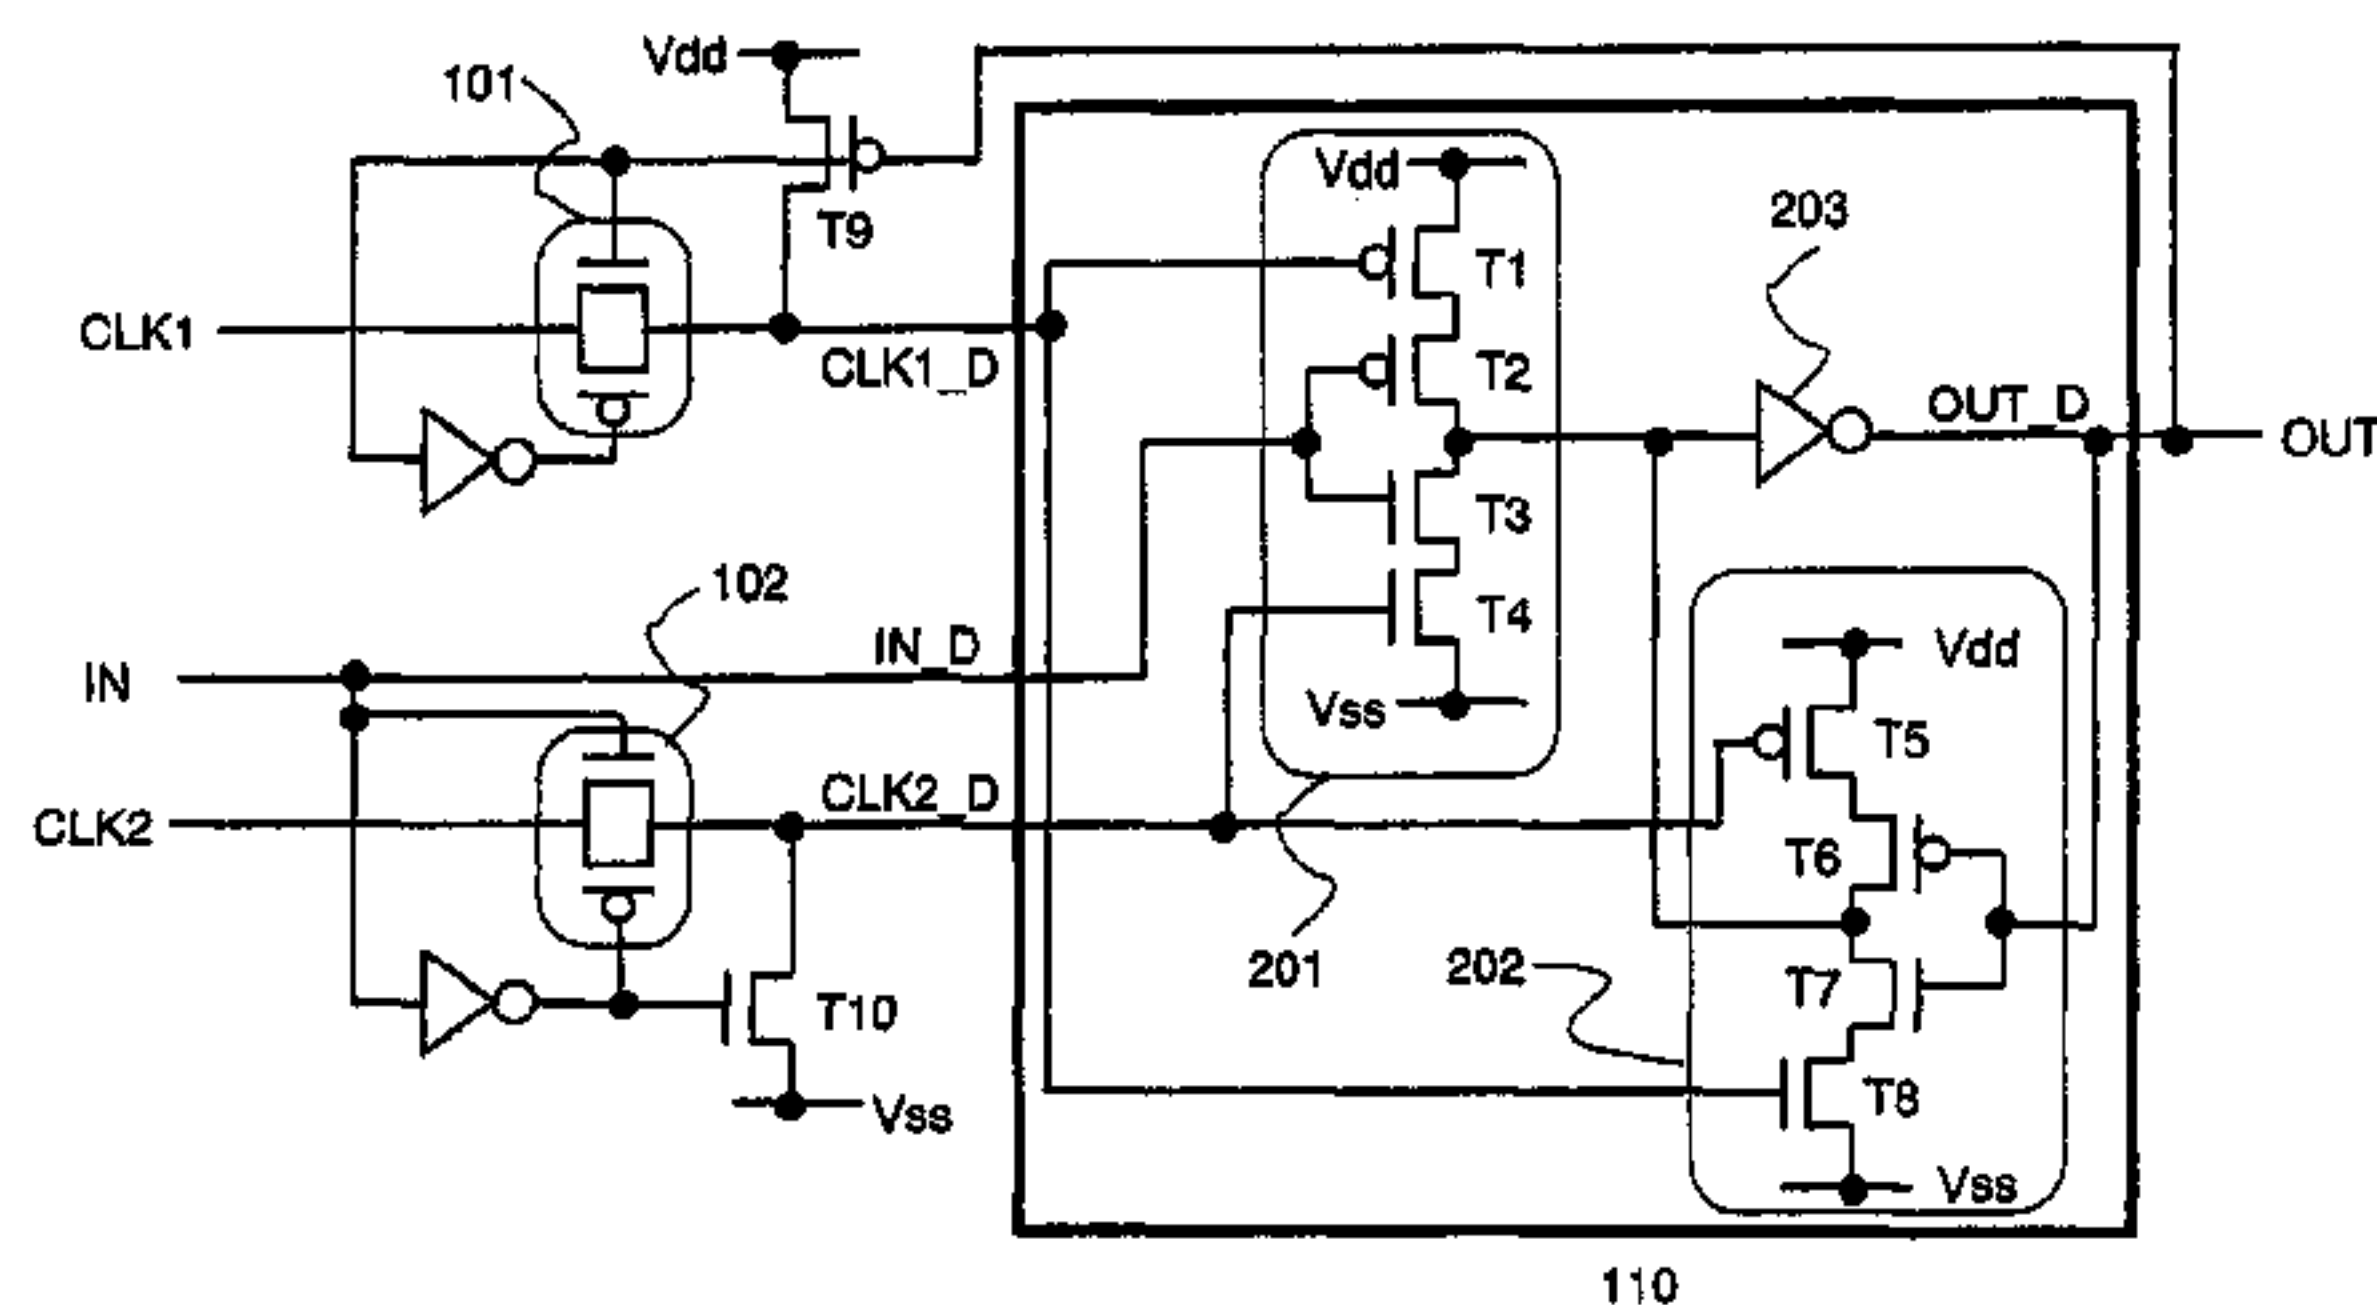 Vdd
101
T9
Vdd
203
T1
CLK1
CLK1_D
T2
OUT_D
OUT
T3
102
T4
IN
IN_D
Vss
Vdd
T5
CLK2
CLK2_D
T6
201
202
T7
T10
T8
Vss
Vss
110